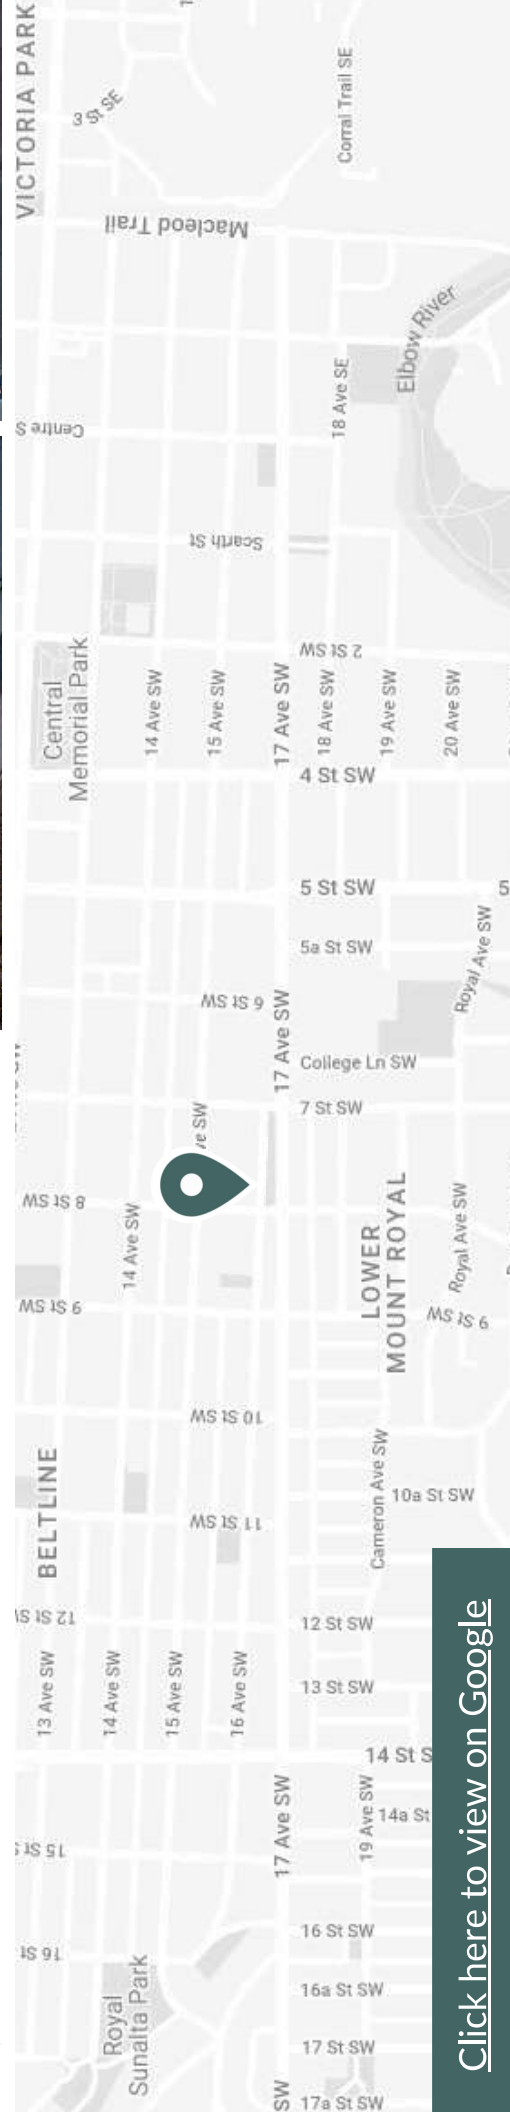 VICTORIA PARK
3 St SE
Corral Trail SE
Macleod Trail
Elbow River
18 Ave SE
Centre S
Scarth St
2 St SW
Central
Memorial Park
14 Ave SW
15 Ave SW
17 Ave SW
18 Ave SW
19 Ave SW
20 Ave SW
4 St SW
5 St SW
5
5a St SW
Royal Ave SW
6 St SW
17 Ave SW
College Ln SW
7 St SW
ve SW
8 St SW
14 Ave SW
LOWER
MOUNT ROYAL
Royal Ave SW
9 St SW
9 St SW
10 St SW
BELTLINE
Cameron Ave SW
10a St SW
11 St SW
12 St S
12 St SW
13 Ave SW
14 Ave SW
15 Ave SW
16 Ave SW
13 St SW
14 St S
17 Ave SW
19 Ave SW
14a St
15 St S
16 St
16 St SW
Royal
Sunalta Park
16a St SW
17 St SW
SW
17a St SW
Click here to view on Google